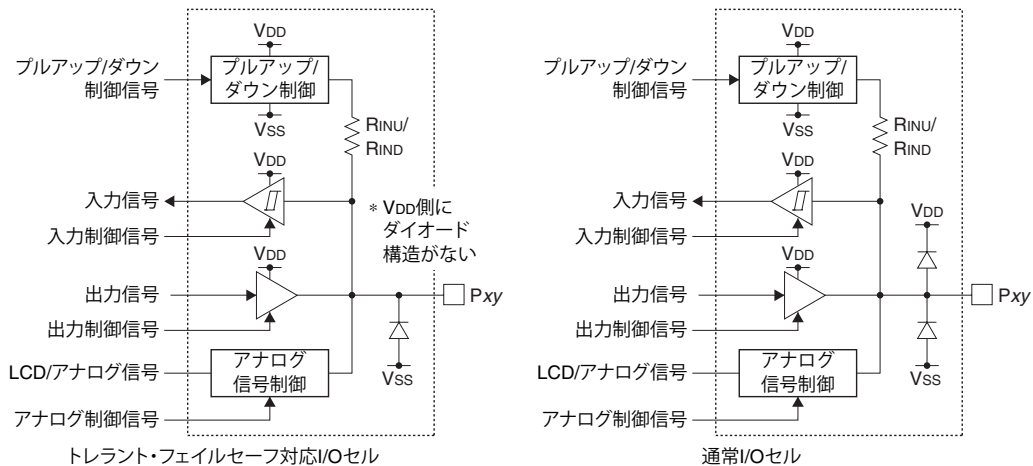 VDD
プルアップ/ダウン
制御信号
プルアップ/
ダウン制御
VSS
RINU/
RIND
VDD
入力信号
入力制御信号
* VDD側に
ダイオード
構造がない
VDD
出力信号
出力制御信号
Pxy
LCD/アナログ信号
アナログ
信号制御
VSS
アナログ制御信号
トレラント・フェイルセーフ対応I/Oセル
VDD
プルアップ/ダウン
制御信号
プルアップ/
ダウン制御
VSS
RINU/
RIND
VDD
入力信号
入力制御信号
VDD
VDD
出力信号
出力制御信号
Pxy
LCD/アナログ信号
アナログ
信号制御
VSS
アナログ制御信号
通常I/Oセル